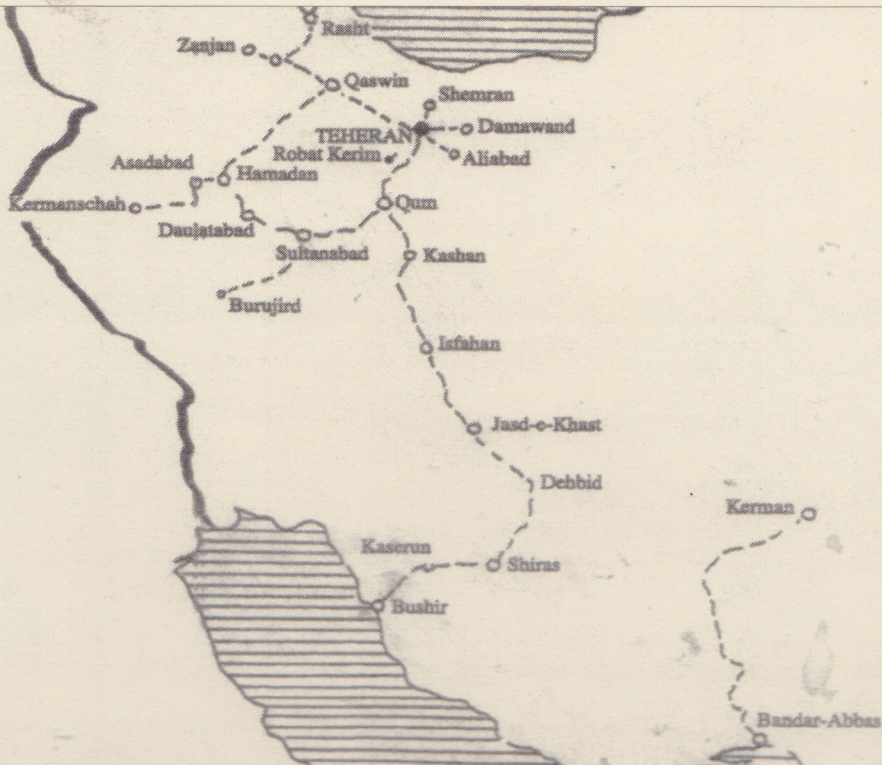 Rasht
Zanjan
Qaswin
Shemran
TEHERAN
Damawand
Robat Kerim
Aliabad
Asadabad
Hamadan
Kermanschah
Qum
Daulatabad
Sultanabad
Kashan
Burujird
Isfahan
Jasd-e-Khast
Dehbid
Kerman
Kaserun
Shiras
Bushir
Bandar-Abbas